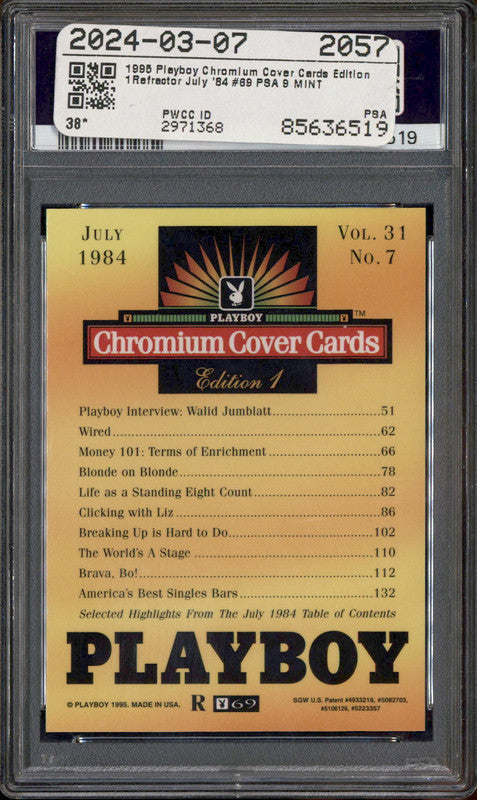 2024-03-07 2057
1995 Playboy Chromium Cover Cards Edition
1Refractor July '84 #69 PSA 9 MINT
38*
PWCC ID
2971368
PSA
85636519
519
JULY
1984
VOL. 31
NO. 7
PLAYBOY
TM
Chromium Cover Cards
Edition 1
Playboy Interview: Walid Jumblatt....................51
Wired....................62
Money 101: Terms of Enrichment....................66
Blonde on Blonde....................78
Life as a Standing Eight Count....................82
Clicking with Liz....................86
Breaking Up is Hard to Do....................102
The World's A Stage....................110
Brava, Bo!....................112
America's Best Singles Bars....................132
Selected Highlights From The July 1984 Table of Contents
PLAYBOY
© PLAYBOY 1995. MADE IN USA.
R
69
SGW U.S. Patent #4933218, #5082703,
#5106126, #5223357